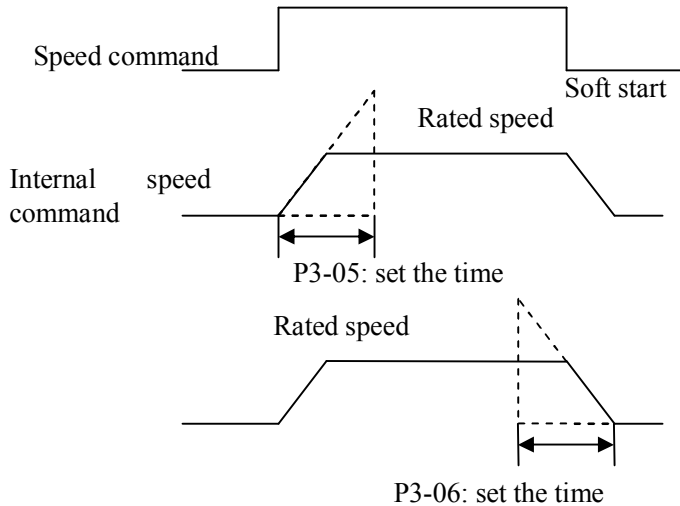 Speed command
Soft start
Rated speed
Internal speed
command
P3-05: set the time
Rated speed
P3-06: set the time